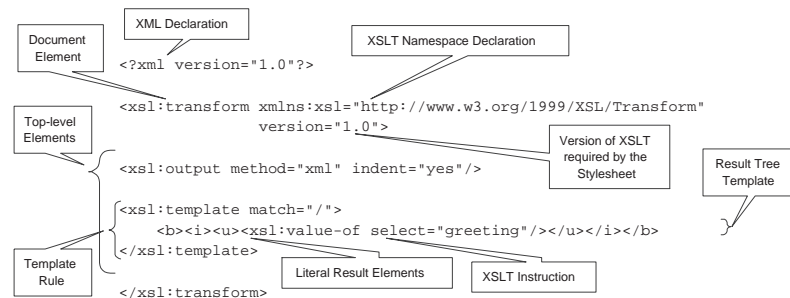 XML Declaration
Document
Element
XSLT Namespace Declaration
<?xml version="1.0"?>
<xsl:transform xmlns:xsl="http://www.w3.org/1999/XSL/Transform"
version="1.0">
Top-level
Elements
Version of XSLT
required by the
Stylesheet
<xsl:output method="xml" indent="yes"/>
Result Tree
Template
<xsl:template match="/">
<b><i><u><xsl:value-of select="greeting"/></u></i></b>
</xsl:template>
Template
Rule
Literal Result Elements
XSLT Instruction
</xsl:transform>